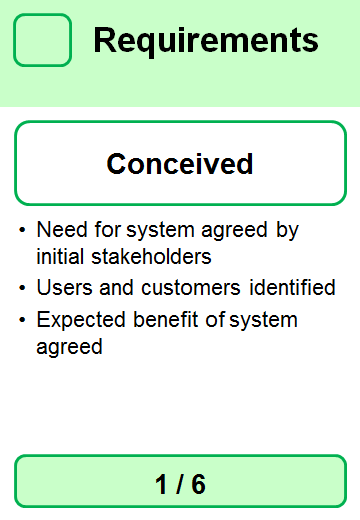 Requirements
Conceived
• Need for system agreed by
initial stakeholders
• Users and customers identified
• Expected benefit of system
agreed
1 / 6